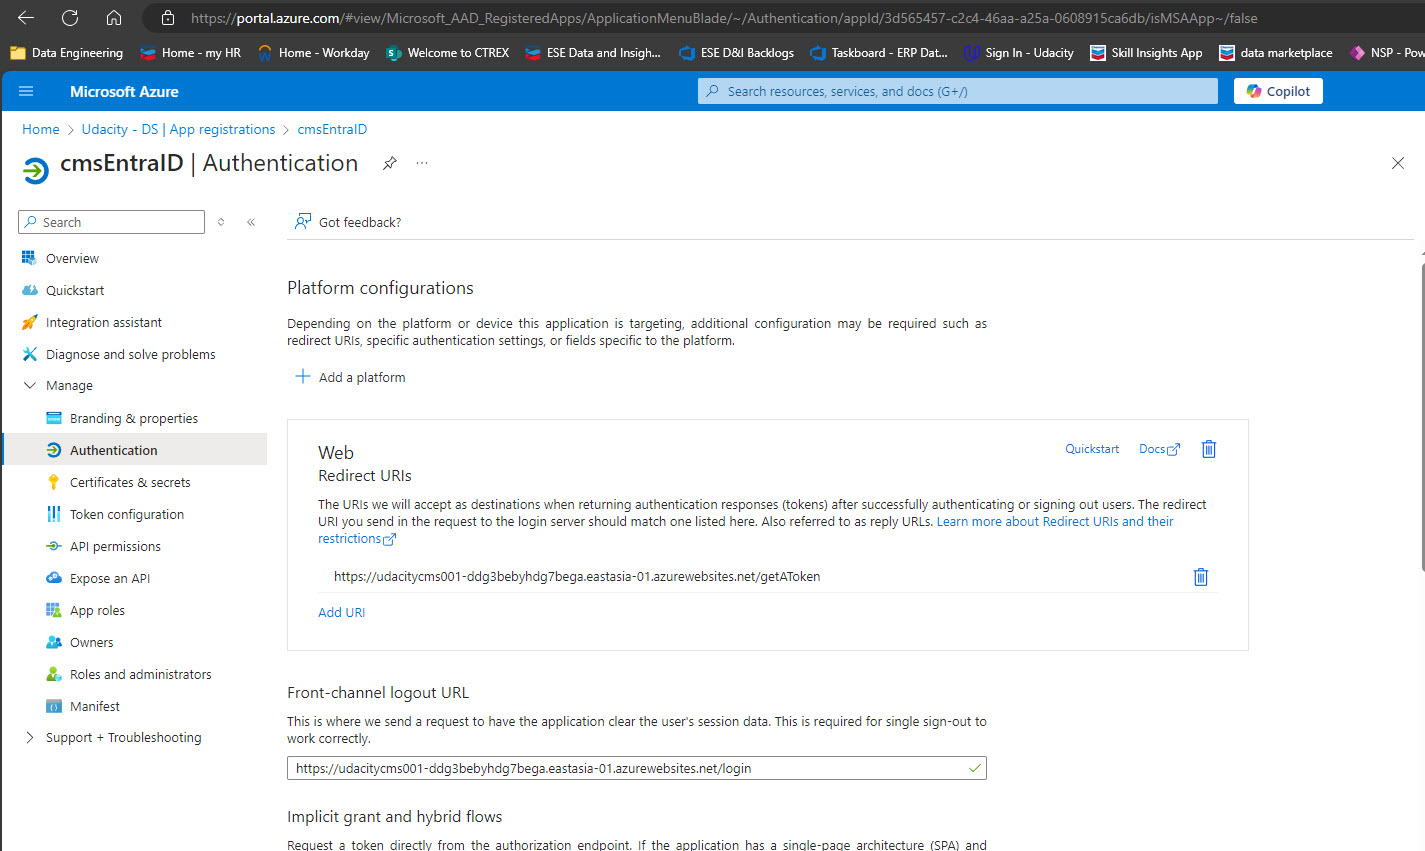 https://portal.azure.com/#view/Microsoft_AAD_RegisteredApps/ApplicationMenuBlade/~/Authentication/appId/3d565457-c2c4-46aa-a25a-0608915ca6db/isMSAApp~/false
Data Engineering Home - my HR Home - Workday Welcome to CTREX ESE Data and Insigh... ESE D&I Backlogs Taskboard - ERP Dat... Sign In - Udacity Skill Insights App data marketplace NSP - Pow
Microsoft Azure Search resources, services, and docs (G+/) Copilot
Home > Udacity - DS | App registrations > cmsEntraID
cmsEntraID | Authentication ...
Search
Got feedback?
Overview
Quickstart
Integration assistant
Diagnose and solve problems
Manage
Branding & properties
Authentication
Certificates & secrets
Token configuration
API permissions
Expose an API
App roles
Owners
Roles and administrators
Manifest
Support + Troubleshooting
Platform configurations
Depending on the platform or device this application is targeting, additional configuration may be required such as
redirect URIs, specific authentication settings, or fields specific to the platform.
Add a platform
Web
Quickstart Docs
Redirect URIs
The URIs we will accept as destinations when returning authentication responses (tokens) after successfully authenticating or signing out users. The redirect
URI you send in the request to the login server should match one listed here. Also referred to as reply URLs. Learn more about Redirect URIs and their
restrictions
https://udacitycms001-ddg3bebyhdg7bega.eastasia-01.azurewebsites.net/getAToken
Add URI
Front-channel logout URL
This is where we send a request to have the application clear the user's session data. This is required for single sign-out to
work correctly.
https://udacitycms001-ddg3bebyhdg7bega.eastasia-01.azurewebsites.net/login
Implicit grant and hybrid flows
Request a token directly from the authorization endpoint. If the application has a single-page architecture (SPA) and